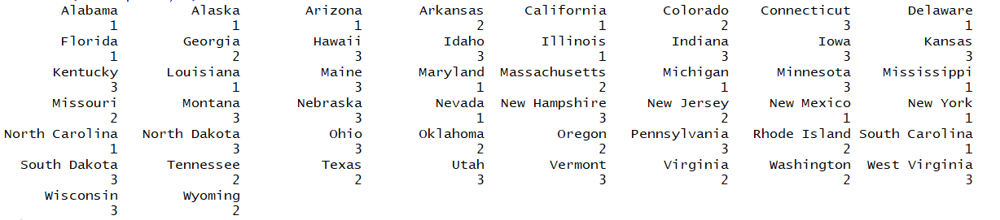 Alabama Alaska Arizona Arkansas California Colorado Connecticut Delaware
1 1 1 2 1 2 3 1
Florida Georgia Hawaii Idaho Illinois Indiana Iowa Kansas
1 2 3 3 1 3 3 3
Kentucky Louisiana Maine Maryland Massachusetts Michigan Minnesota Mississippi
3 1 3 1 2 1 3 1
Missouri Montana Nebraska Nevada New Hampshire New Jersey New Mexico New York
2 3 3 1 3 2 1 1
North Carolina North Dakota Ohio Oklahoma Oregon Pennsylvania Rhode Island South Carolina
1 3 3 2 2 3 2 1
South Dakota Tennessee Texas Utah Vermont Virginia Washington West Virginia
3 2 2 3 3 2 2 3
Wisconsin Wyoming
3 2